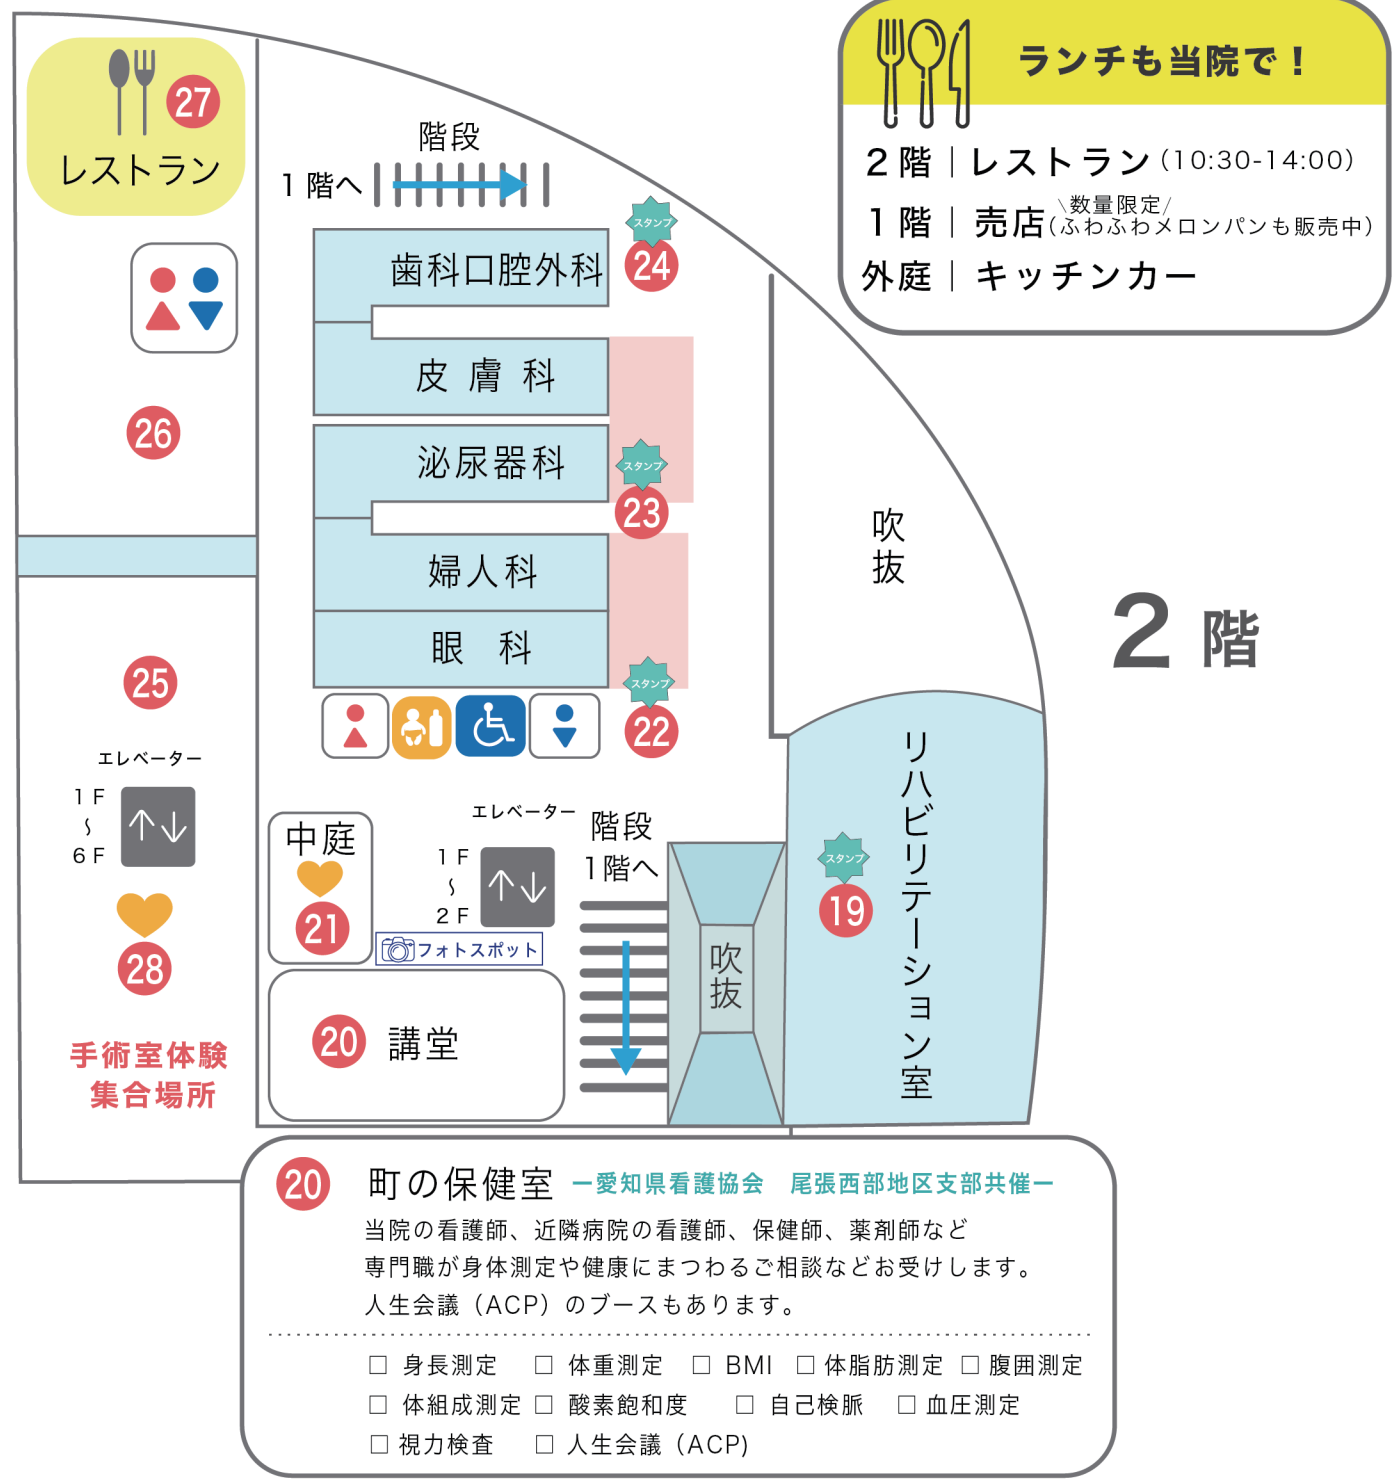 ランチも当院で！
2階｜レストラン（10:30-14:00）
\数量限定/
1階｜売店（ふわふわメロンパンも販売中）
外庭｜キッチンカー
27
レストラン
階段
1階へ
スタンプ
24
歯科口腔外科
皮膚科
26
泌尿器科
スタンプ
23
吹抜
婦人科
2階
眼科
25
スタンプ
22
エレベーター
1F
〜
6F
中庭
21
エレベーター
1F
〜
2F
フォトスポット
階段
1階へ
吹抜
リハビリテーション室
スタンプ
19
28
手術室体験
集合場所
20 講堂
20 町の保健室 ー愛知県看護協会　尾張西部地区支部共催ー
当院の看護師、近隣病院の看護師、保健師、薬剤師など
専門職が身体測定や健康にまつわるご相談などお受けします。
人生会議（ACP）のブースもあります。
□ 身長測定 □ 体重測定 □ BMI □ 体脂肪測定 □ 腹囲測定
□ 体組成測定 □ 酸素飽和度 □ 自己検脈 □ 血圧測定
□ 視力検査 □ 人生会議（ACP)